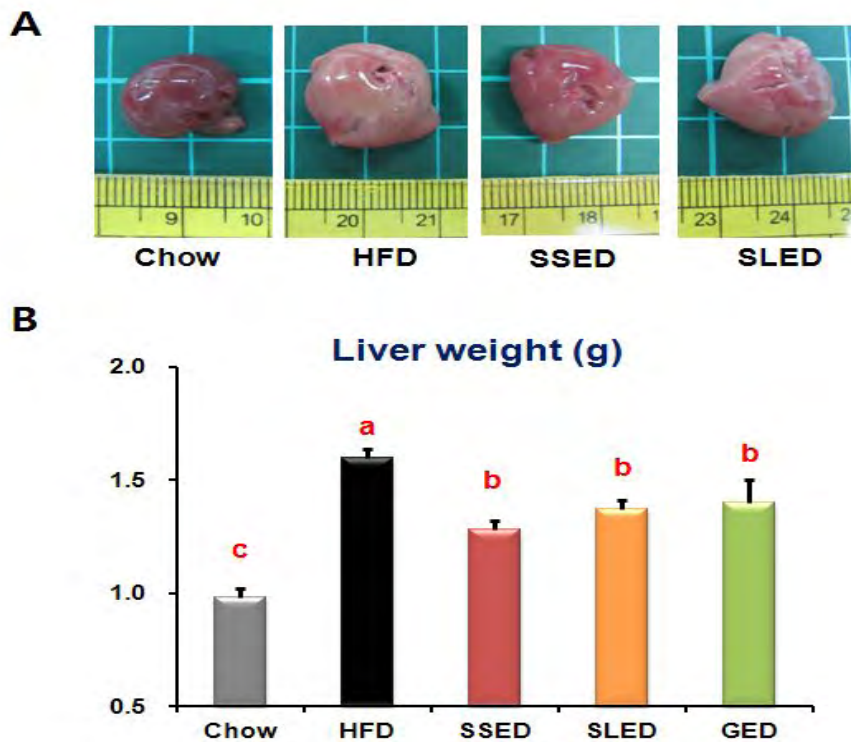 A
9 10
20 21
17 18 1
23 24 2
Chow HFD SSED SLED
B
Liver weight (g)
2.0
1.5
1.0
0.5
c
a
b
b
b
Chow HFD SSED SLED GED